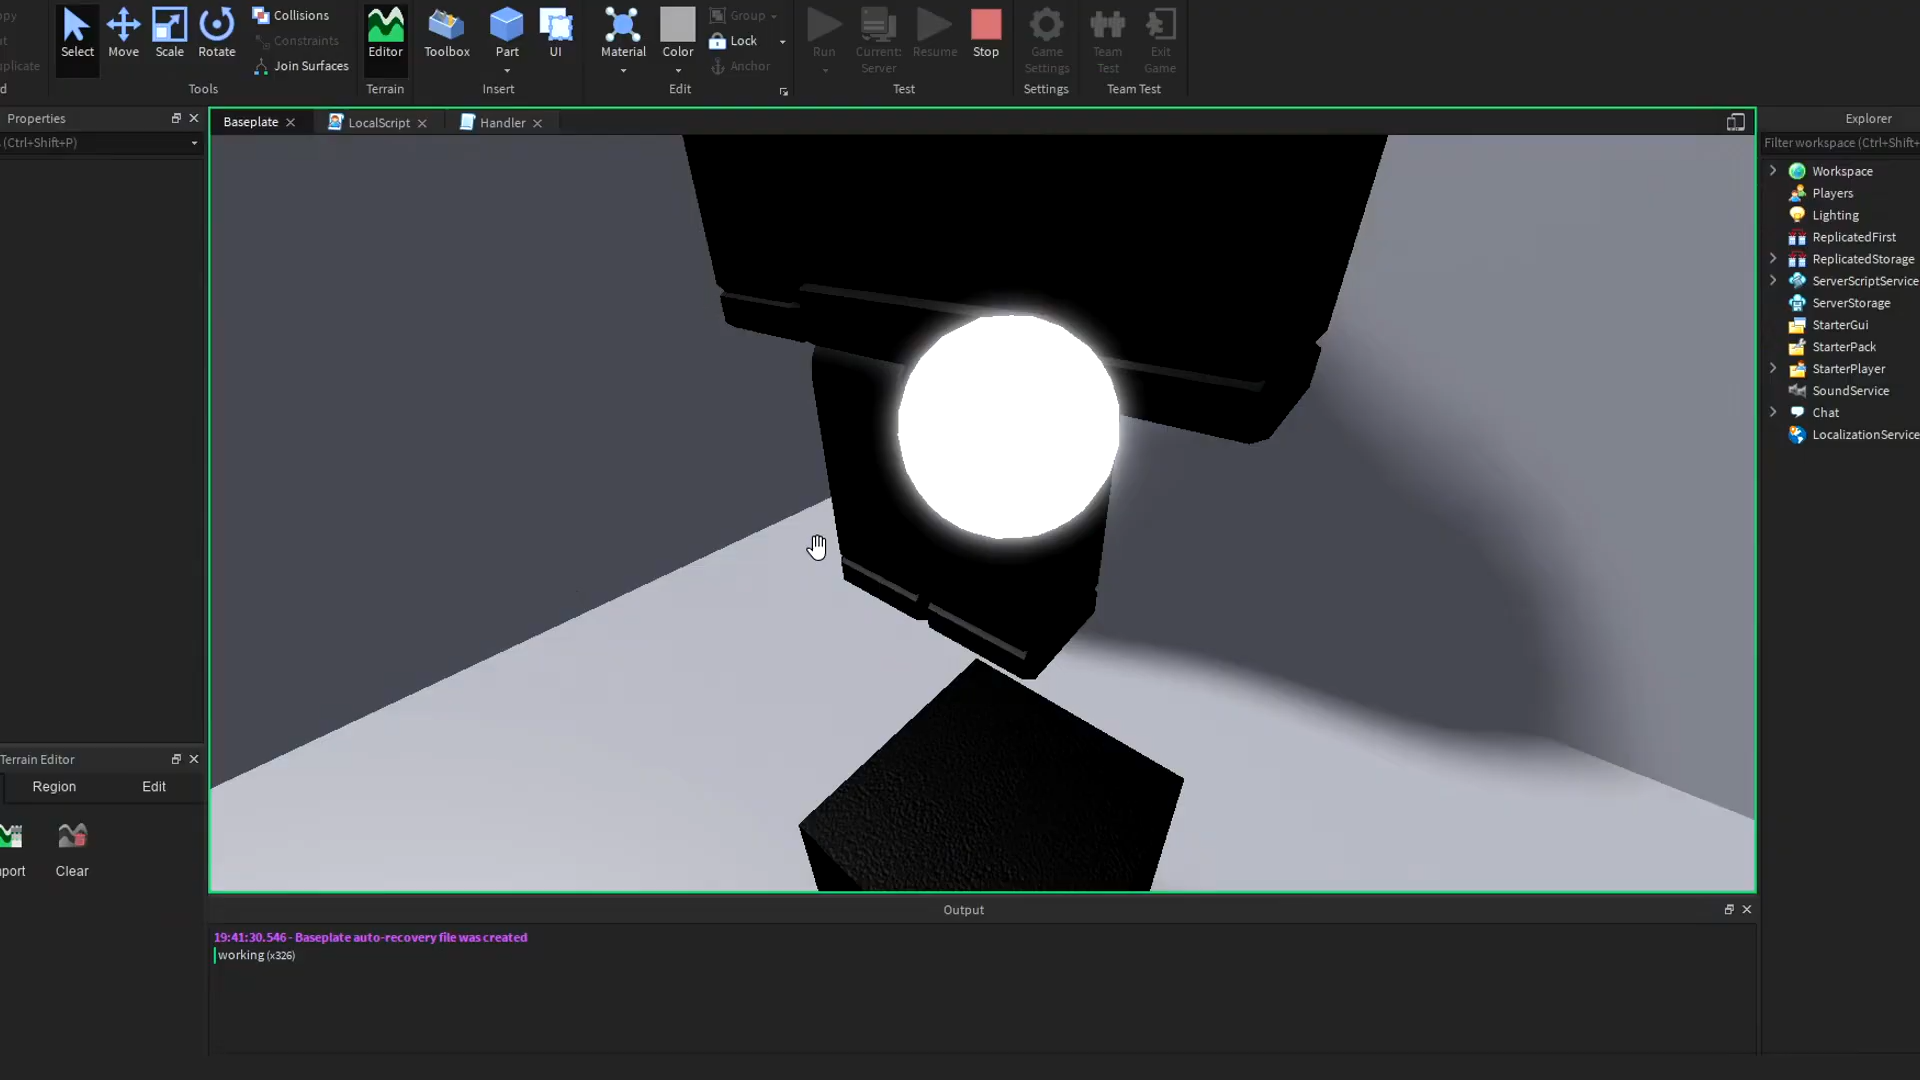 opy
Select
Move
Scale
Rotate
Collisions
Constraints
Join Surfaces
Editor
Toolbox
Part
UI
Material
Color
Group
Lock
Anchor
Run
Current:
Server
Resume
Stop
Game
Settings
Team
Test
Exit
Game
ut
uplicate
d
Tools
Terrain
Insert
Edit
Test
Settings
Team Test
Properties
(Ctrl+Shift+P)
Baseplate
LocalScript
Handler
Explorer
Filter workspace (Ctrl+Shift+
Workspace
Players
Lighting
ReplicatedFirst
ReplicatedStorage
ServerScriptService
ServerStorage
StarterGui
StarterPack
StarterPlayer
SoundService
Chat
LocalizationService
Terrain Editor
Region
Edit
mport
Clear
Output
19:41:30.546 - Baseplate auto-recovery file was created
working (x326)